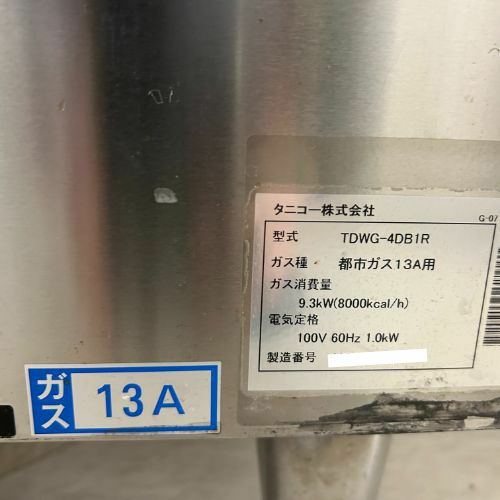 タニコー株式会社
G-07
型式 TDWG-4DB1R
ガス種 都市ガス13A用
ガス消費量
9.3kW(8000kcal/h)
電気定格
100V 60Hz 1.0kW
製造番号
ガス 13A